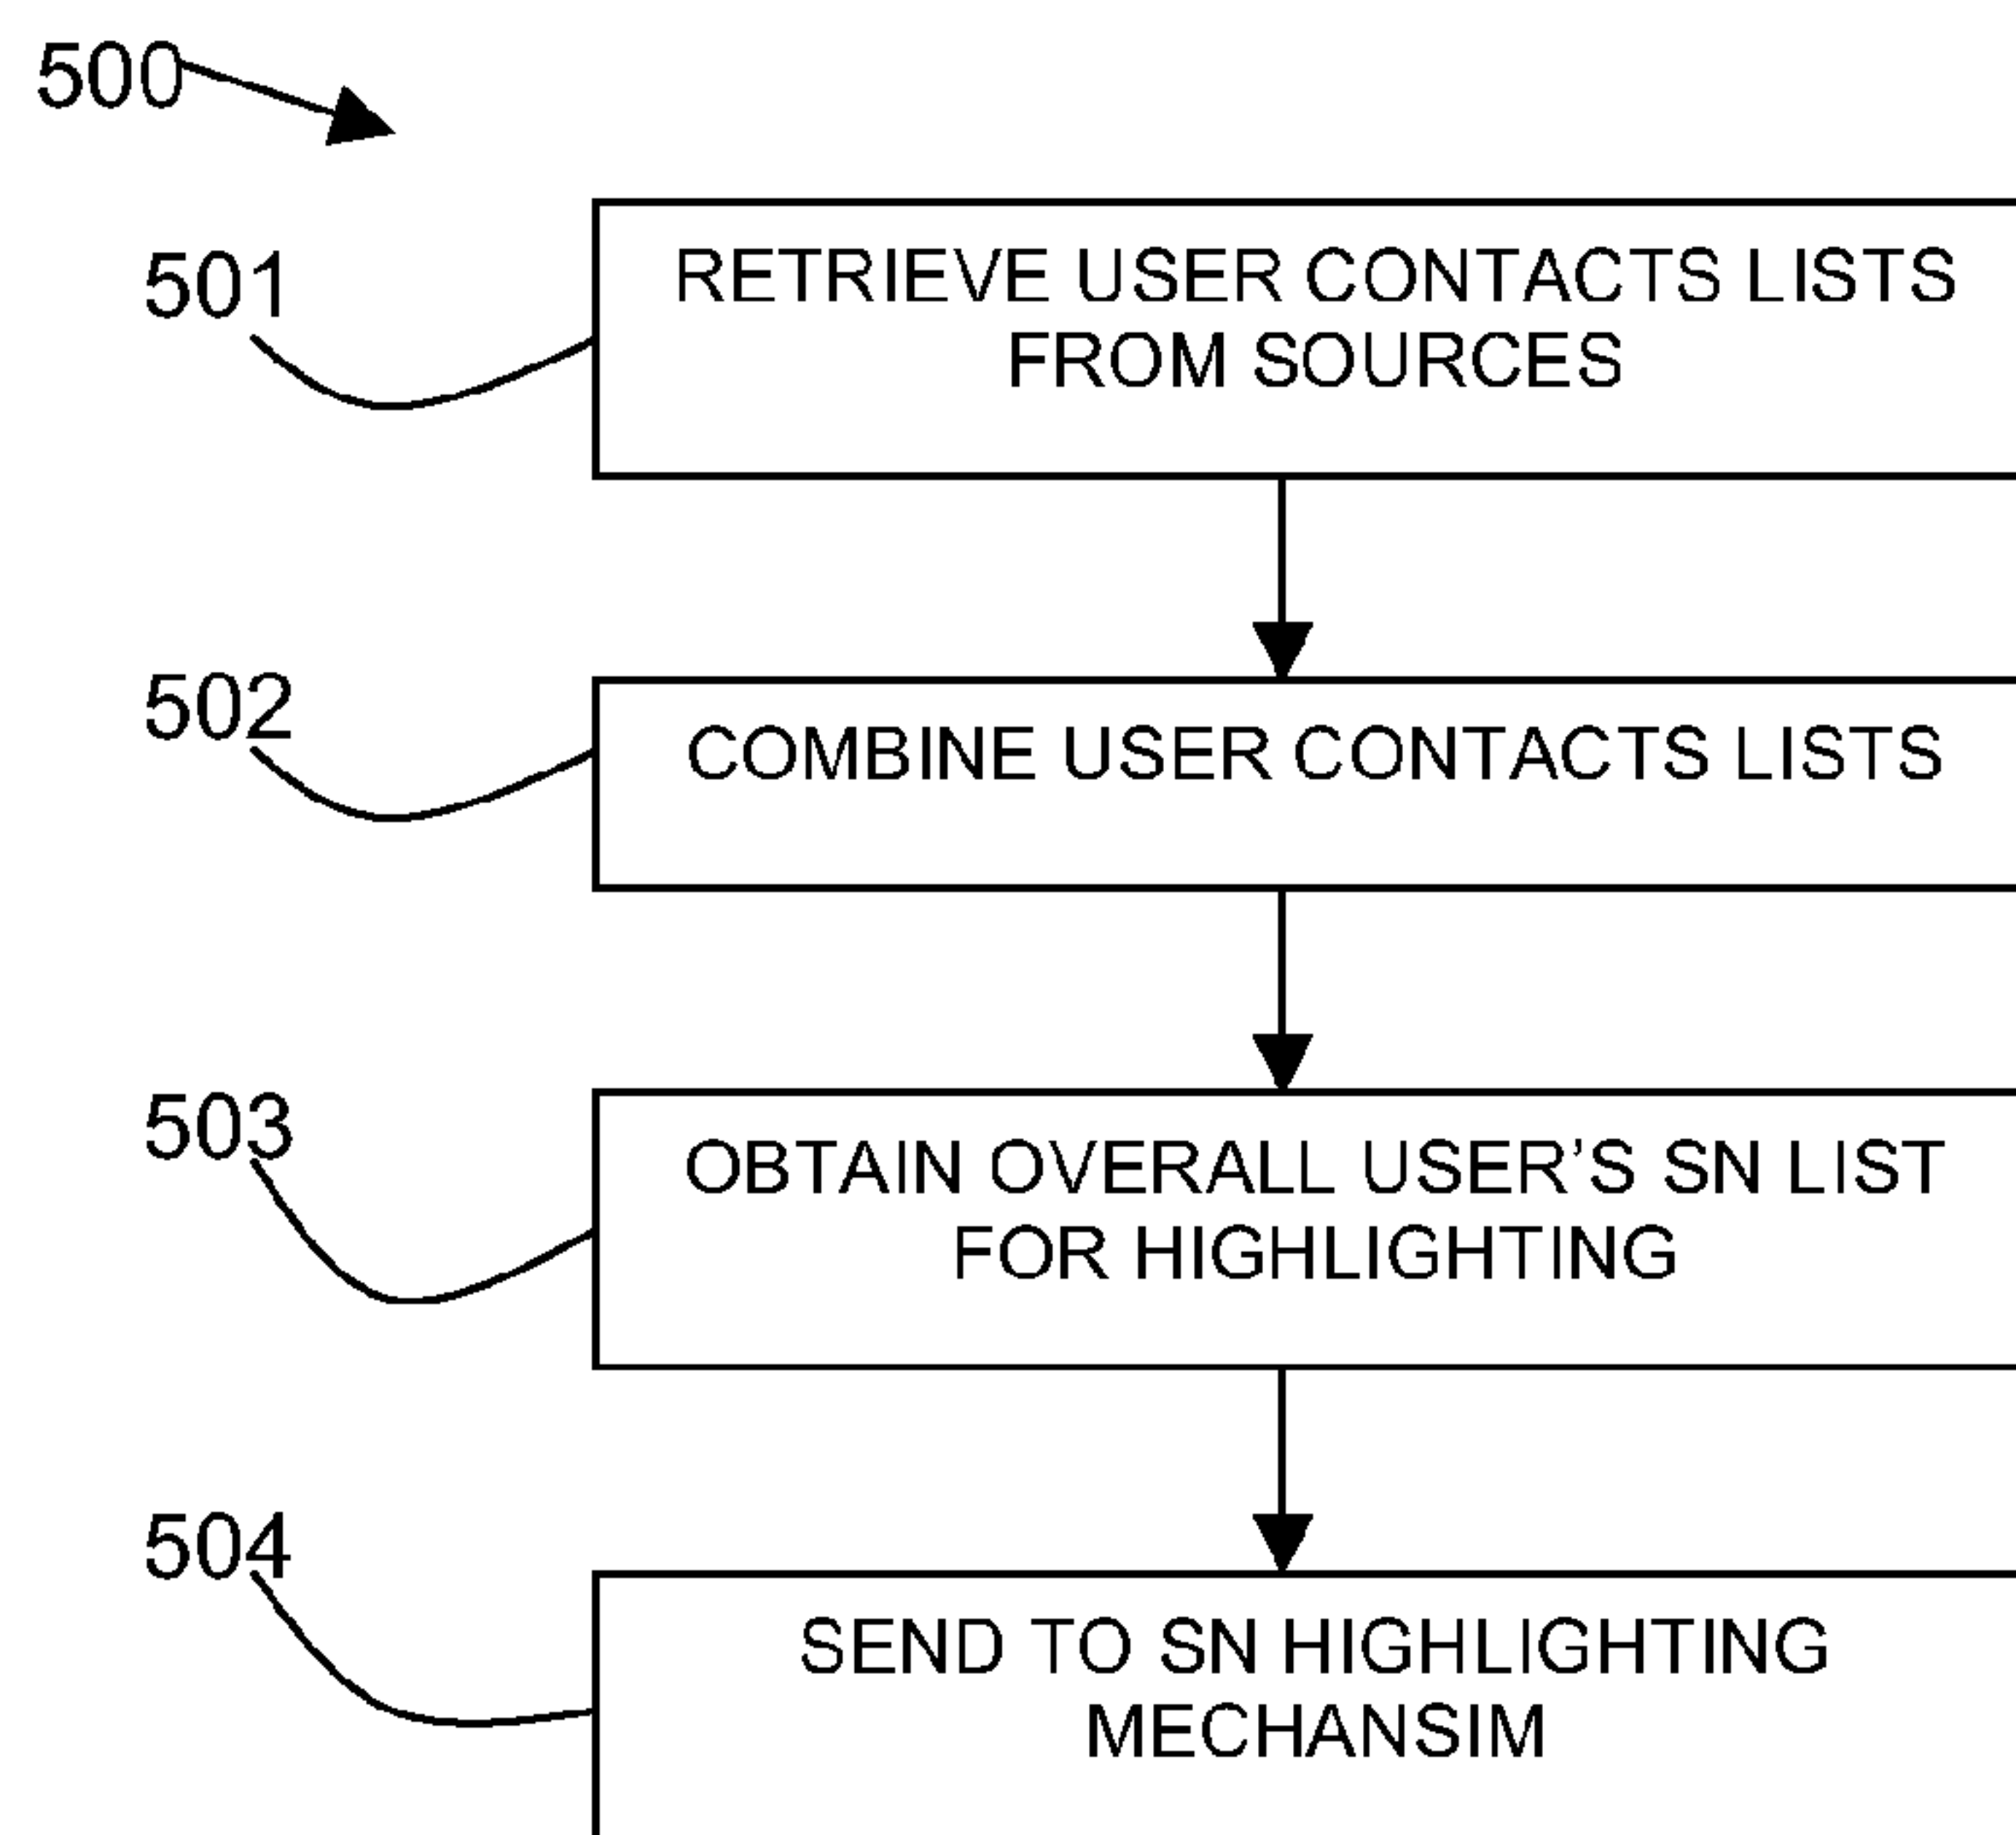 500
501
RETRIEVE USER CONTACTS LISTS
FROM SOURCES
502
COMBINE USER CONTACTS LISTS
503
OBTAIN OVERALL USER’S SN LIST
FOR HIGHLIGHTING
504
SEND TO SN HIGHLIGHTING
MECHANSIM